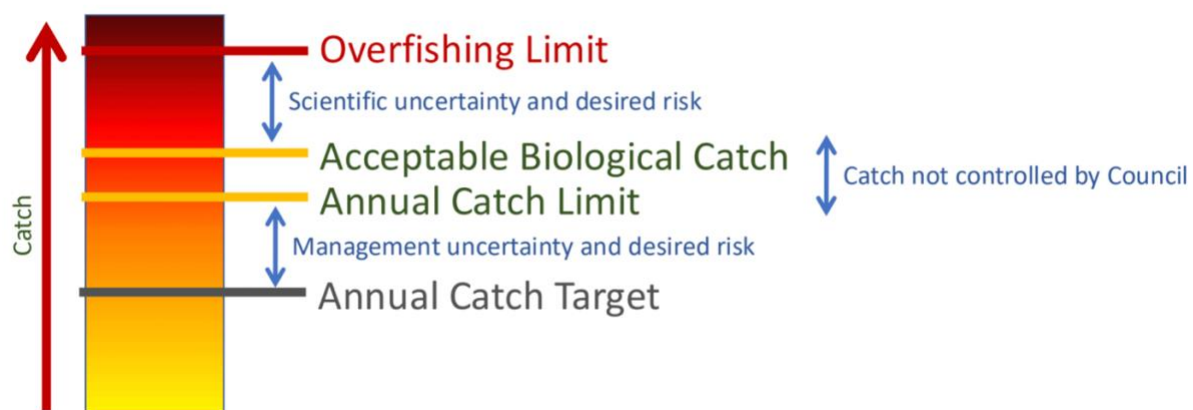 Overfishing Limit
Scientific uncertainty and desired risk
Acceptable Biological Catch
Catch not controlled by Council
Annual Catch Limit
Catch
Management uncertainty and desired risk
Annual Catch Target